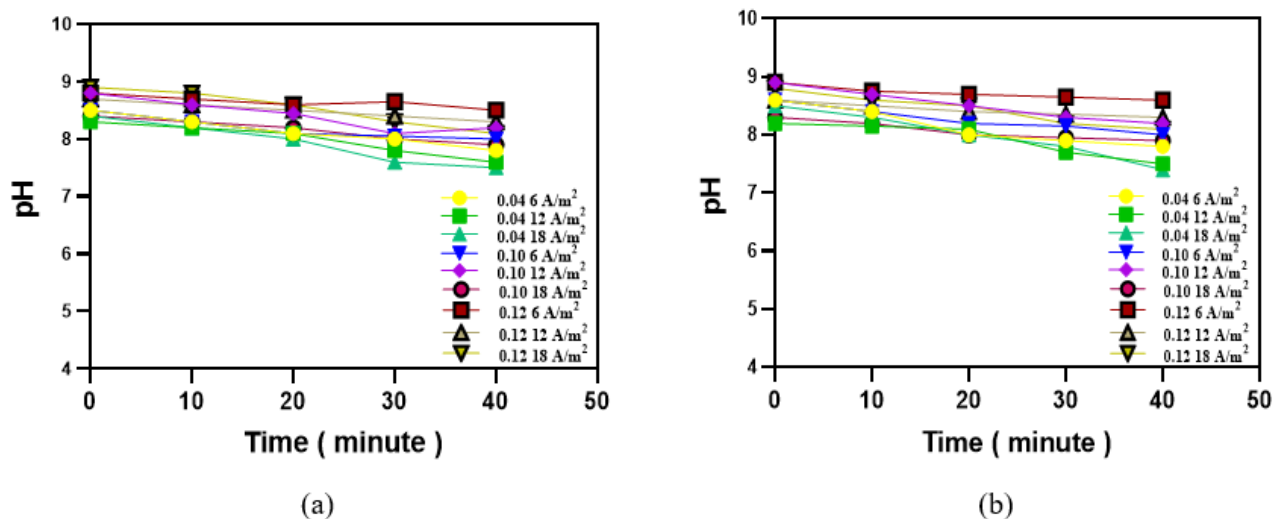 10
9
8
7
6
5
4
pH
0.04 6 A/m²
0.04 12 A/m²
0.04 18 A/m²
0.10 6 A/m²
0.10 12 A/m²
0.10 18 A/m²
0.12 6 A/m²
0.12 12 A/m²
0.12 18 A/m²
0 10 20 30 40 50
Time ( minute )
(a)
10
9
8
7
6
5
4
pH
0.04 6 A/m²
0.04 12 A/m²
0.04 18 A/m²
0.10 6 A/m²
0.10 12 A/m²
0.10 18 A/m²
0.12 6 A/m²
0.12 12 A/m²
0.12 18 A/m²
0 10 20 30 40 50
Time ( minute )
(b)